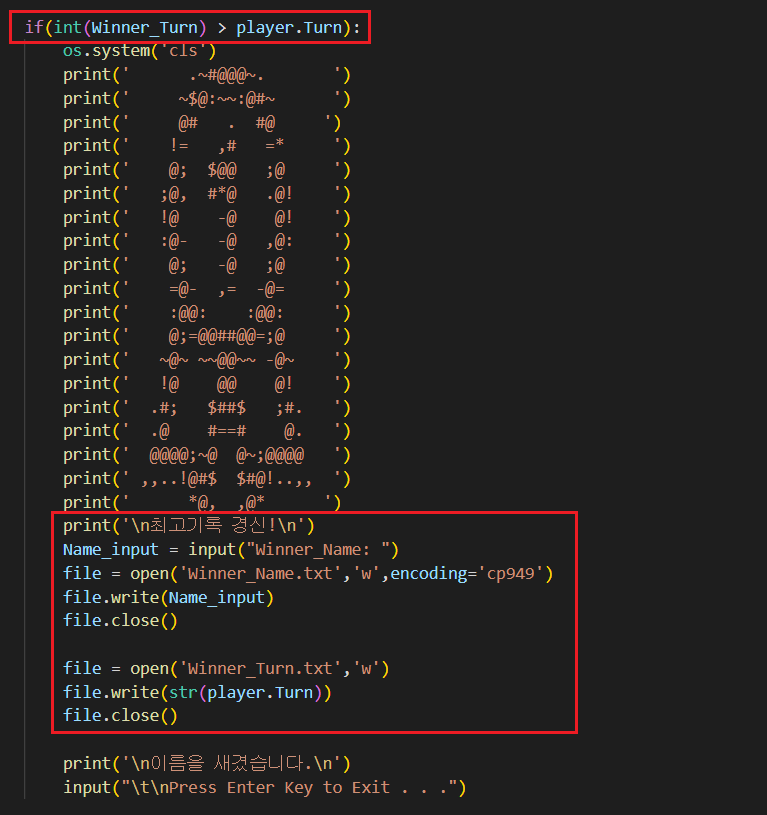 if(int(Winner_Turn) > player.Turn):
    os.system('cls')
    print('      .~#@@@~.       ')
    print('     ~$@:~~:@#~      ')
    print('     @#   .  #@     ')
    print('    !=   ,#   =*     ')
    print('    @;  $@@   ;@     ')
    print('   ;@,  #*@   .@!    ')
    print('   !@    -@    @!    ')
    print('   :@-   -@   ,@:    ')
    print('    @;   -@   ;@     ')
    print('    =@-  ,=  -@=     ')
    print('    :@@:    :@@:     ')
    print('    @;=@@##@@=;@     ')
    print('   ~@~ ~~@@~~ -@~    ')
    print('   !@    @@    @!    ')
    print('  .#;   $##$   ;#.   ')
    print('  .@    #==#    @.   ')
    print('  @@@@;~@  @~;@@@@   ')
    print(' ,,..!@#$  $#@!..,,  ')
    print('      *@,  ,@*      ')
    print('\n최고기록 경신!\n')
    Name_input = input("Winner_Name: ")
    file = open('Winner_Name.txt','w',encoding='cp949')
    file.write(Name_input)
    file.close()

    file = open('Winner_Turn.txt','w')
    file.write(str(player.Turn))
    file.close()

    print('\n이름을 새겼습니다.\n')
    input("\t\nPress Enter Key to Exit . . .")